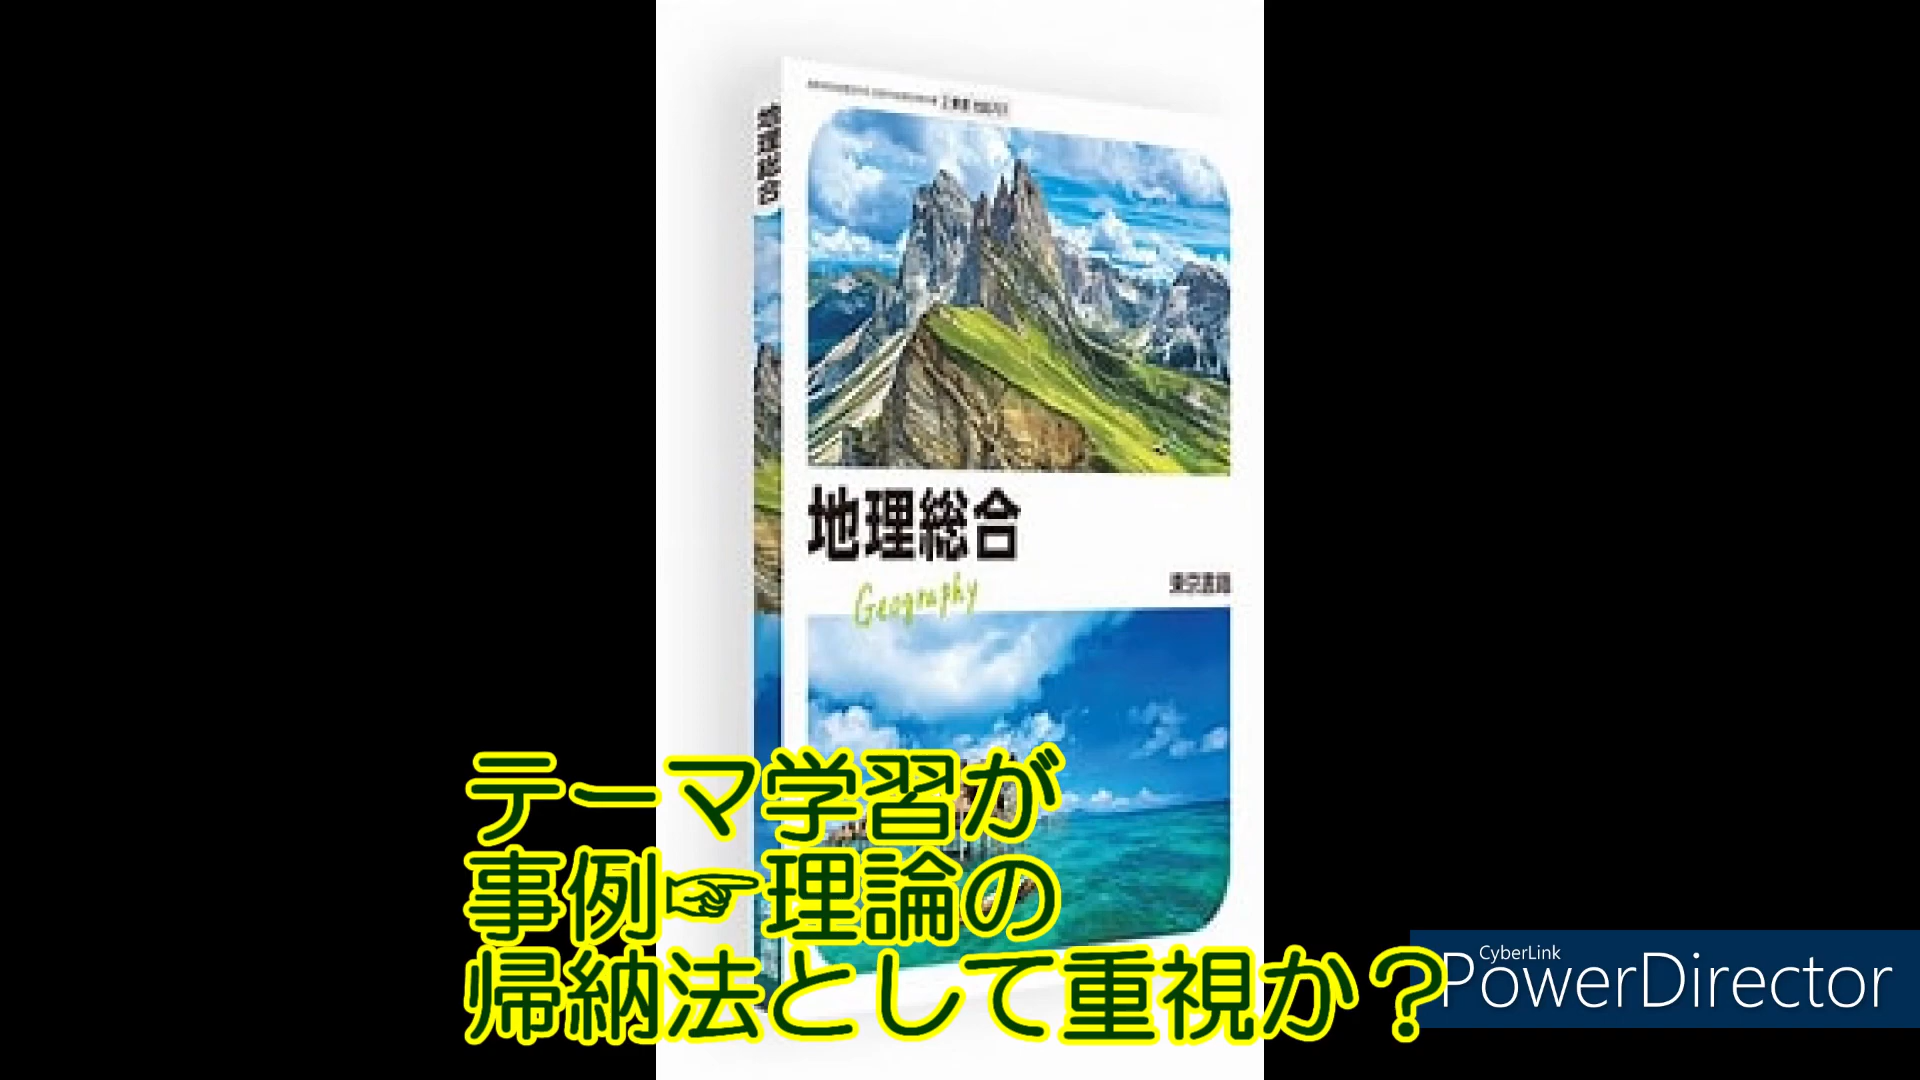 地理総合
地理総合
Geography
東京書籍
テーマ学習が
事例☞理論の
帰納法として重視か?
CyberLink
PowerDirector